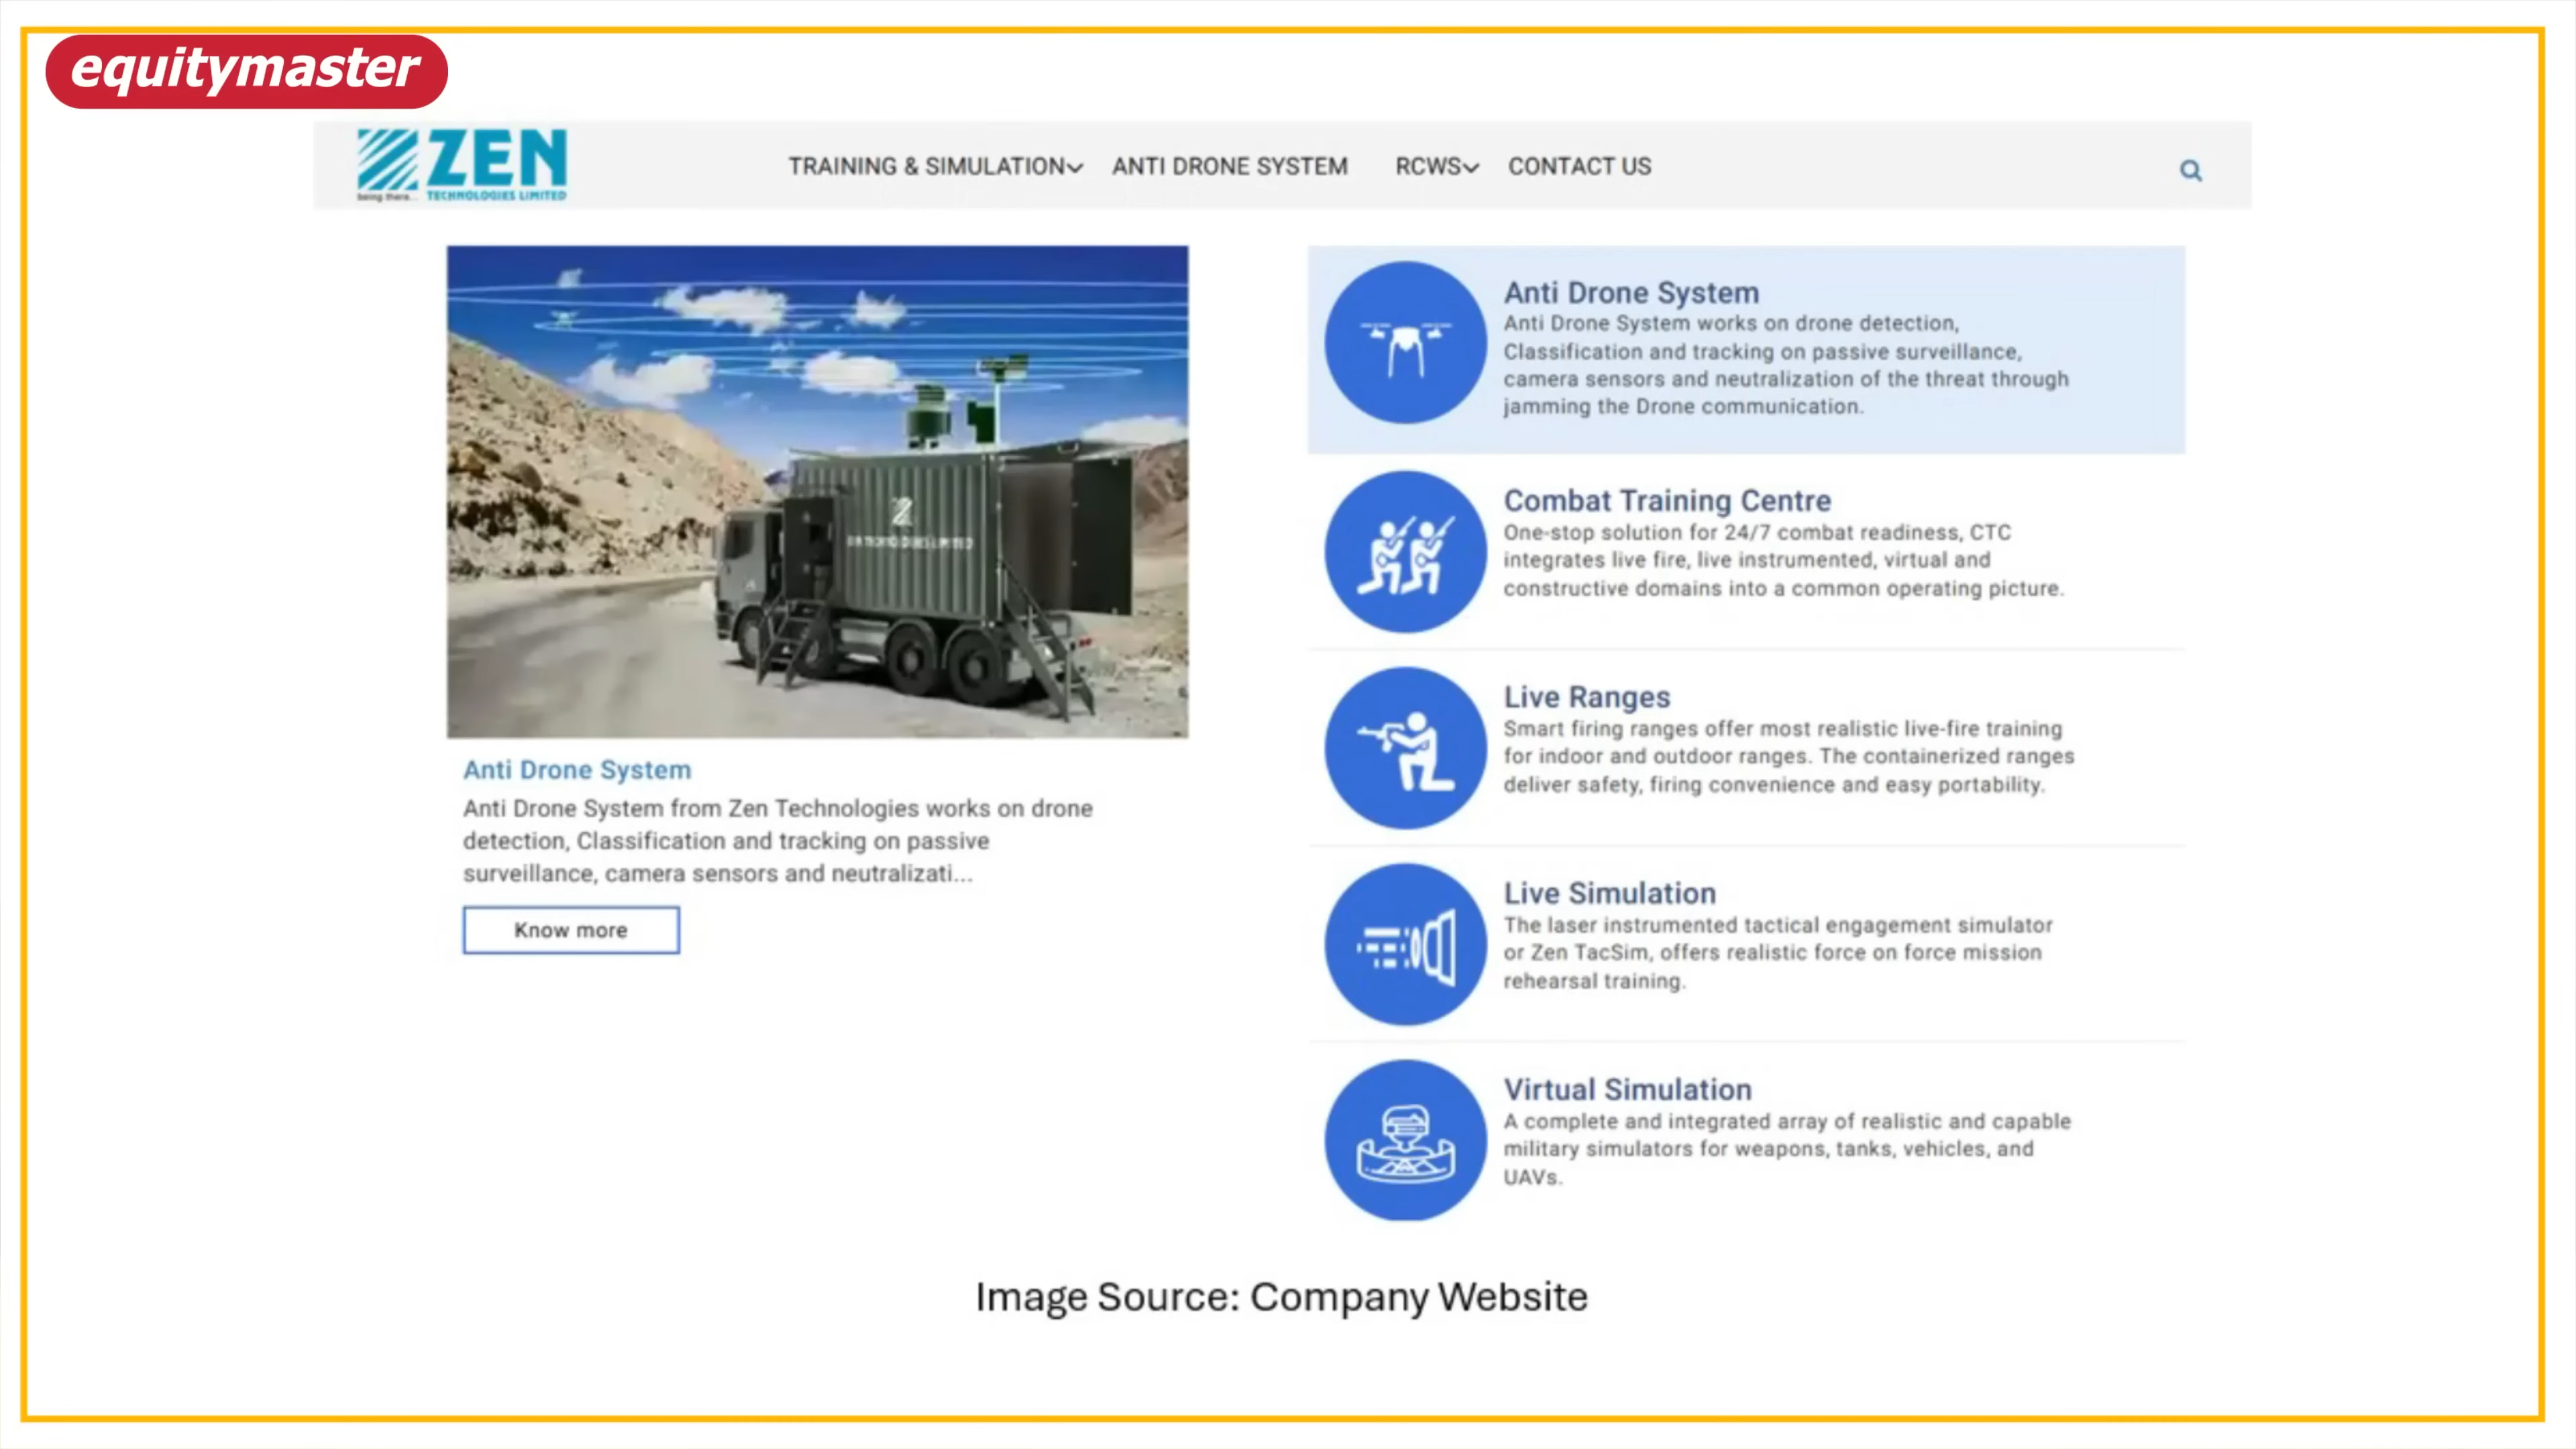 equitymaster
ZEN
being there... TECHNOLOGIES LIMITED
TRAINING & SIMULATION ANTI DRONE SYSTEM RCWS CONTACT US
Anti Drone System
Anti Drone System from Zen Technologies works on drone
detection, Classification and tracking on passive
surveillance, camera sensors and neutralizati...
Know more
Anti Drone System
Anti Drone System works on drone detection,
Classification and tracking on passive surveillance,
camera sensors and neutralization of the threat through
jamming the Drone communication.
Combat Training Centre
One-stop solution for 24/7 combat readiness, CTC
integrates live fire, live instrumented, virtual and
constructive domains into a common operating picture.
Live Ranges
Smart firing ranges offer most realistic live-fire training
for indoor and outdoor ranges. The containerized ranges
deliver safety, firing convenience and easy portability.
Live Simulation
The laser instrumented tactical engagement simulator
or Zen TacSim, offers realistic force on force mission
rehearsal training.
Virtual Simulation
A complete and integrated array of realistic and capable
military simulators for weapons, tanks, vehicles, and
UAVs.
Image Source: Company Website